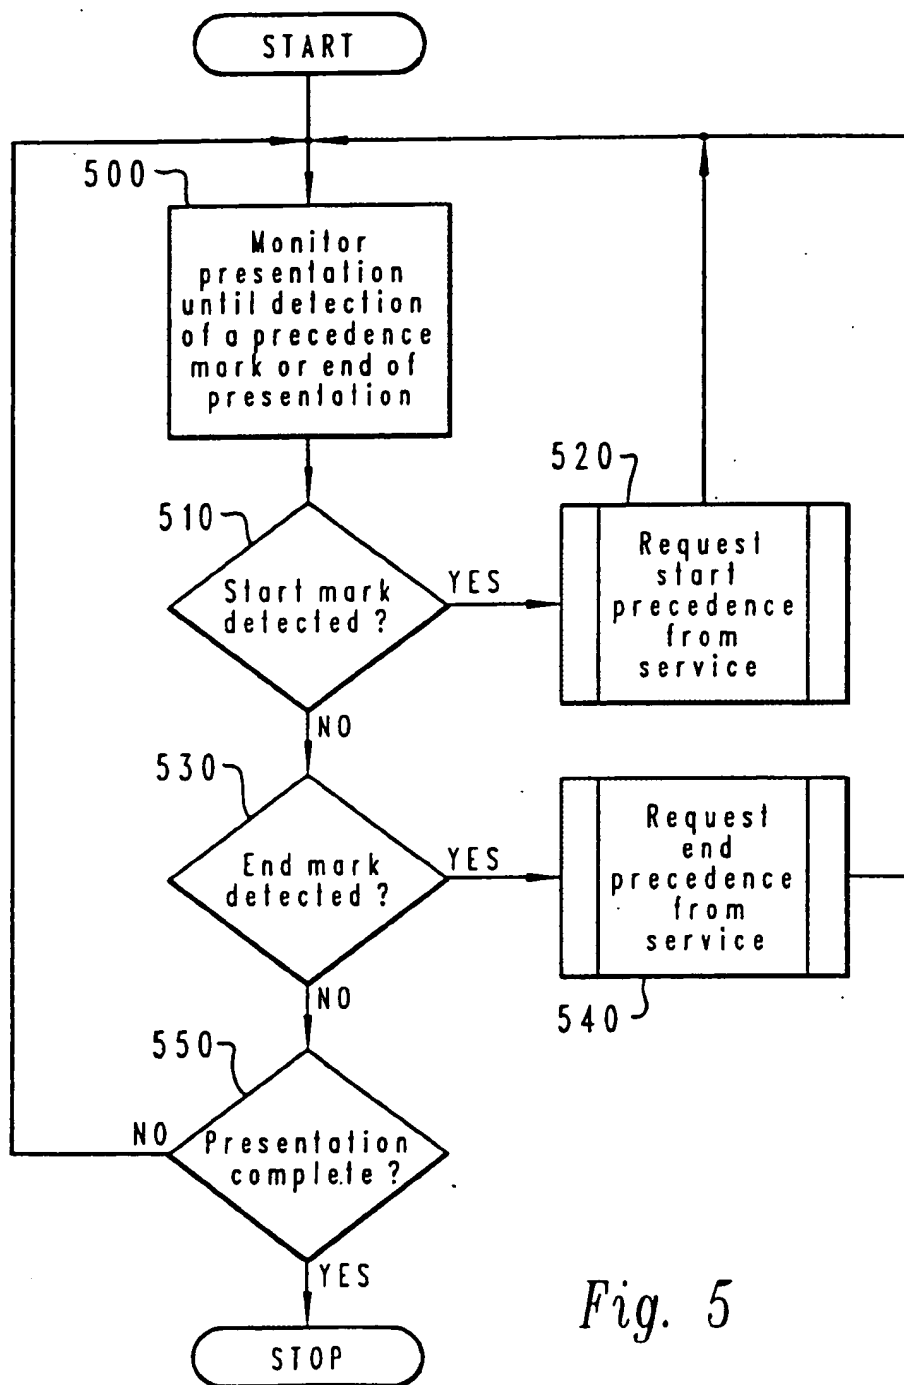 START
500
Monitor
presentation
until detection
of a precedence
mark or end of
presentation
510
Start mark
detected ?
YES
520
Request
start
precedence
from
service
NO
530
End mark
detected ?
YES
Request
end
precedence
from
service
540
NO
550
NO
Presentation
complete ?
YES
STOP
Fig. 5